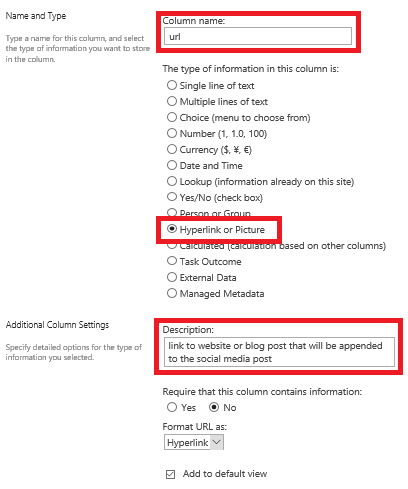 Name and Type
Type a name for this column, and select
the type of information you want to store
in the column.
Column name:
url
The type of information in this column is:
Single line of text
Multiple lines of text
Choice (menu to choose from)
Number (1, 1.0, 100)
Currency ($, ¥, €)
Date and Time
Lookup (information already on this site)
Yes/No (check box)
Person or Group
Hyperlink or Picture
Calculated (calculation based on other columns)
Task Outcome
External Data
Managed Metadata
Additional Column Settings
Specify detailed options for the type of
information you selected.
Description:
link to website or blog post that will be appended
to the social media post
Require that this column contains information:
Yes No
Format URL as:
Hyperlink
Add to default view